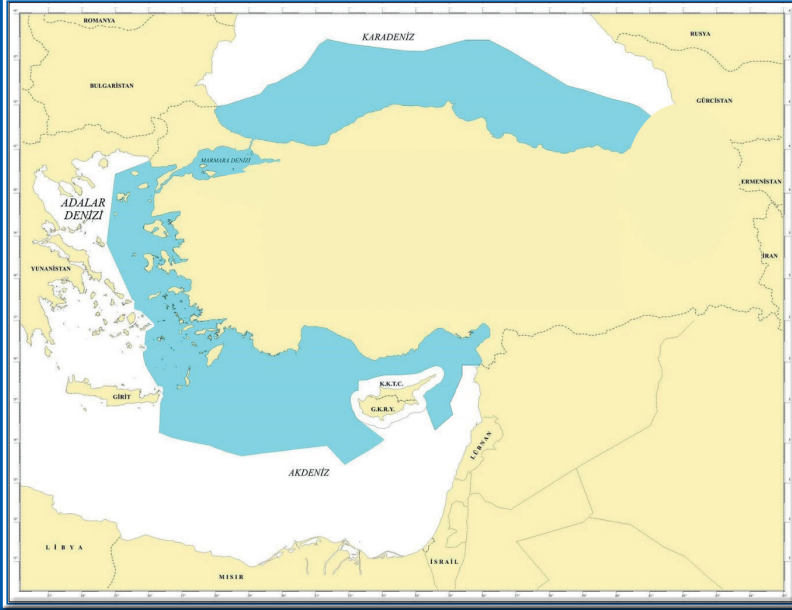 ROMANYA
RUSYA
KARADENİZ
BULGARİSTAN
GÜRCİSTAN
MARMARA DENİZİ
ERMENİSTAN
ADALAR
DENİZİ
İRAN
YUNANİSTAN
K.K.T.C.
GİRİT
G.K.R.Y.
LÜBNAN
AKDENİZ
LİBYA
İSRAİL
MISIR